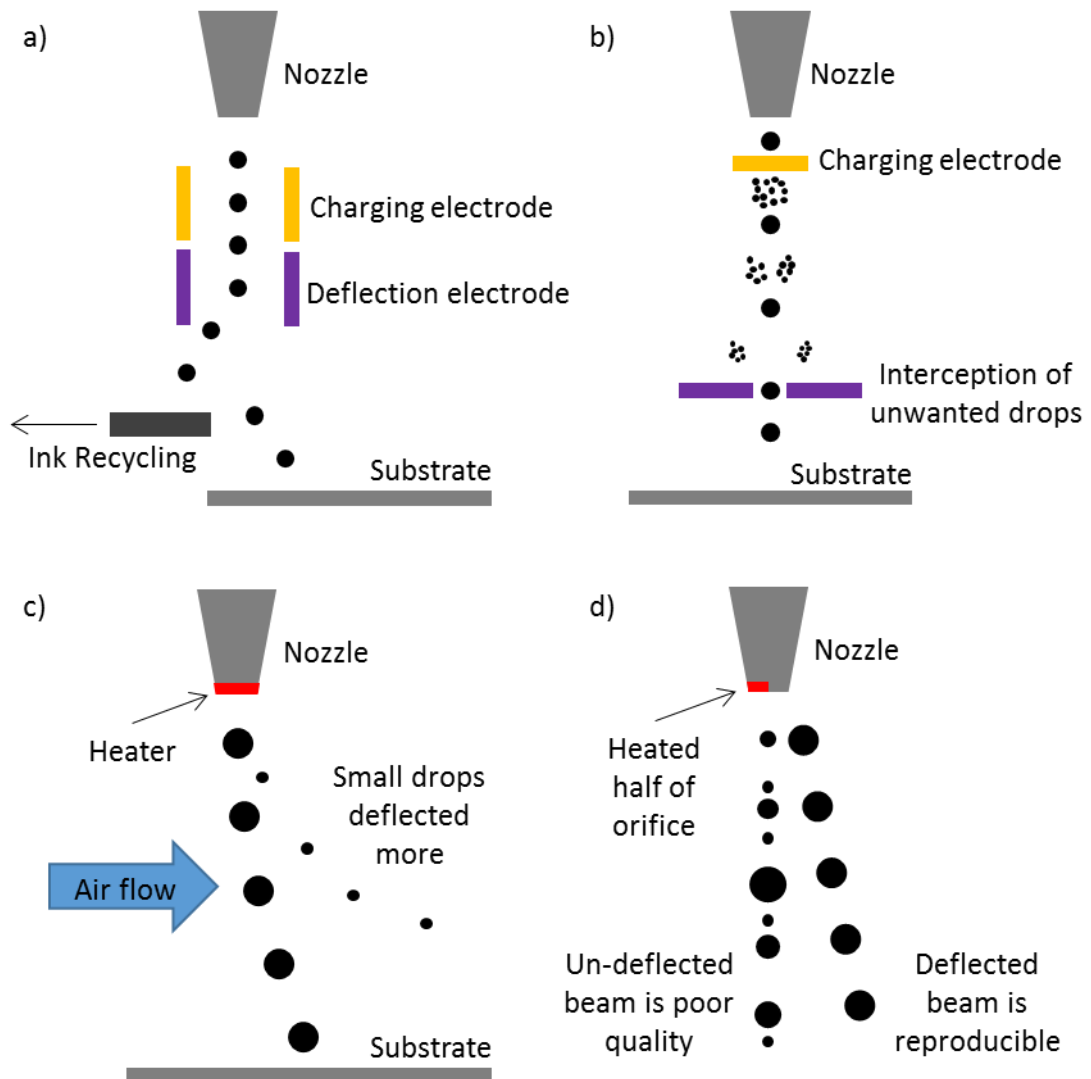 a)
Nozzle
Charging electrode
Deflection electrode
Ink Recycling
Substrate
b)
Nozzle
Charging electrode
Interception of
unwanted drops
Substrate
c)
Nozzle
Heater
Small drops
deflected
more
Air flow
Substrate
d)
Nozzle
Heated
half of
orifice
Un-deflected
beam is poor
quality
Deflected
beam is
reproducible